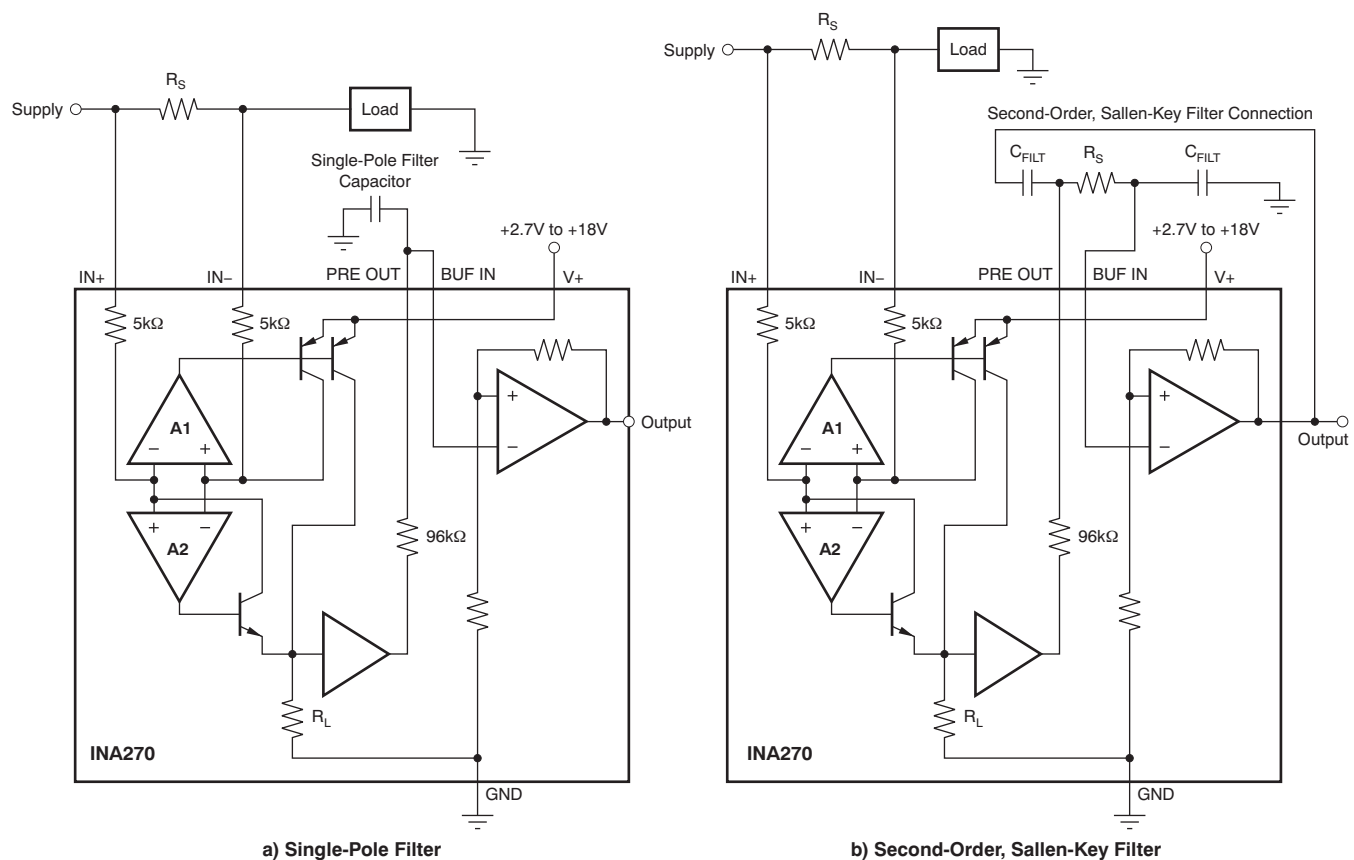 Supply
R_S
Load
Single-Pole Filter
Capacitor
+2.7V to +18V
IN+
IN−
PRE OUT
BUF IN
V+
5kΩ
5kΩ
+
−
Output
A1
−
+
+
−
A2
96kΩ
R_L
INA270
GND
a) Single-Pole Filter
Supply
R_S
Load
Second-Order, Sallen-Key Filter Connection
C_FILT
R_S
C_FILT
+2.7V to +18V
IN+
IN−
PRE OUT
BUF IN
V+
5kΩ
5kΩ
+
−
Output
A1
−
+
+
−
A2
96kΩ
R_L
INA270
GND
b) Second-Order, Sallen-Key Filter